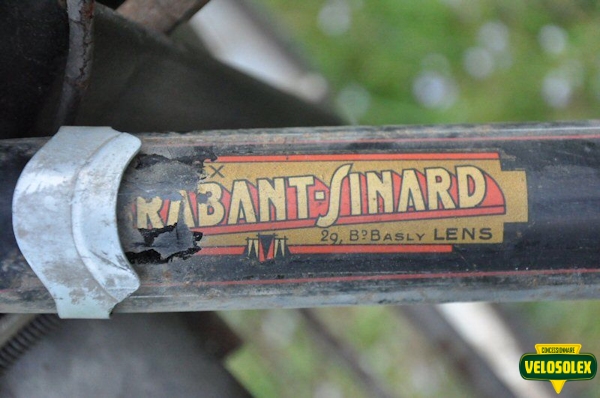 X
RABANT-SINARD
29, Bᴰ BASLY LENS
CONCESSIONNAIRE
VELOSOLEX